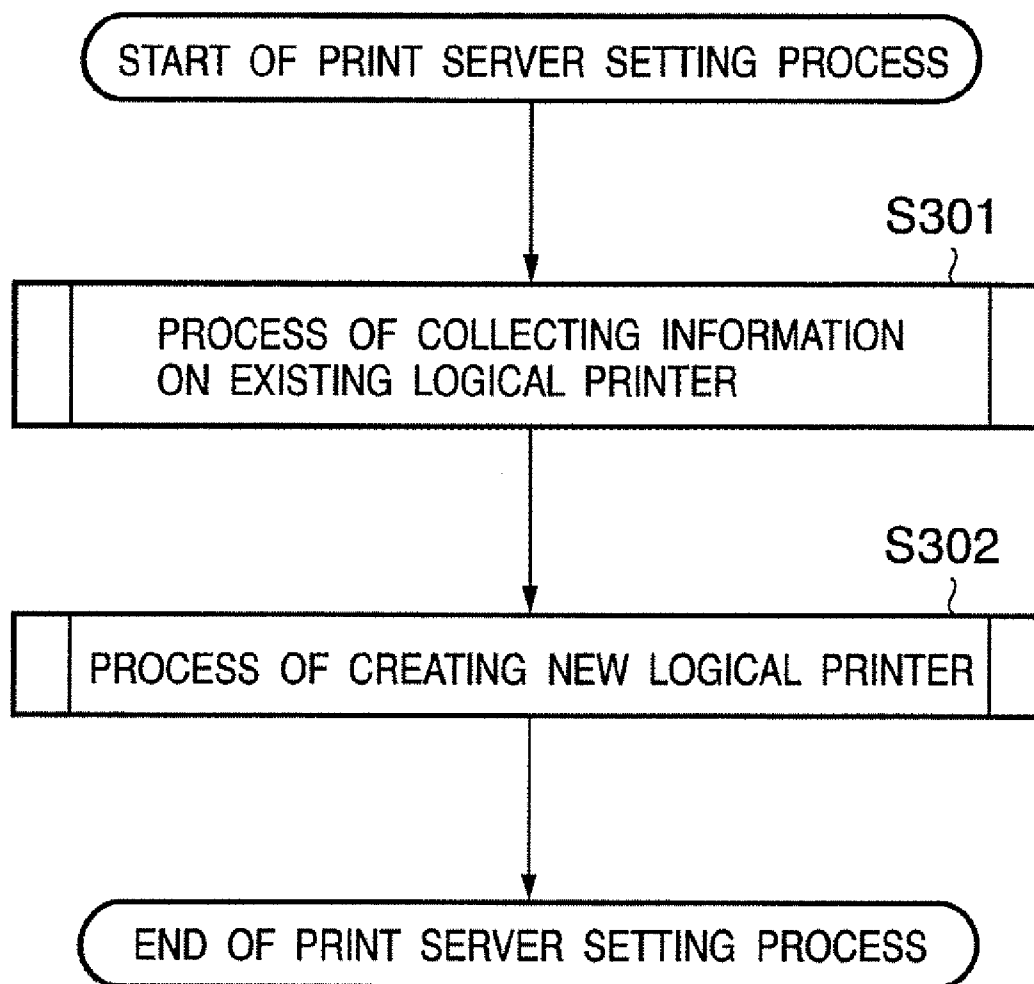 START OF PRINT SERVER SETTING PROCESS
S301
PROCESS OF COLLECTING INFORMATION
ON EXISTING LOGICAL PRINTER
S302
PROCESS OF CREATING NEW LOGICAL PRINTER
END OF PRINT SERVER SETTING PROCESS